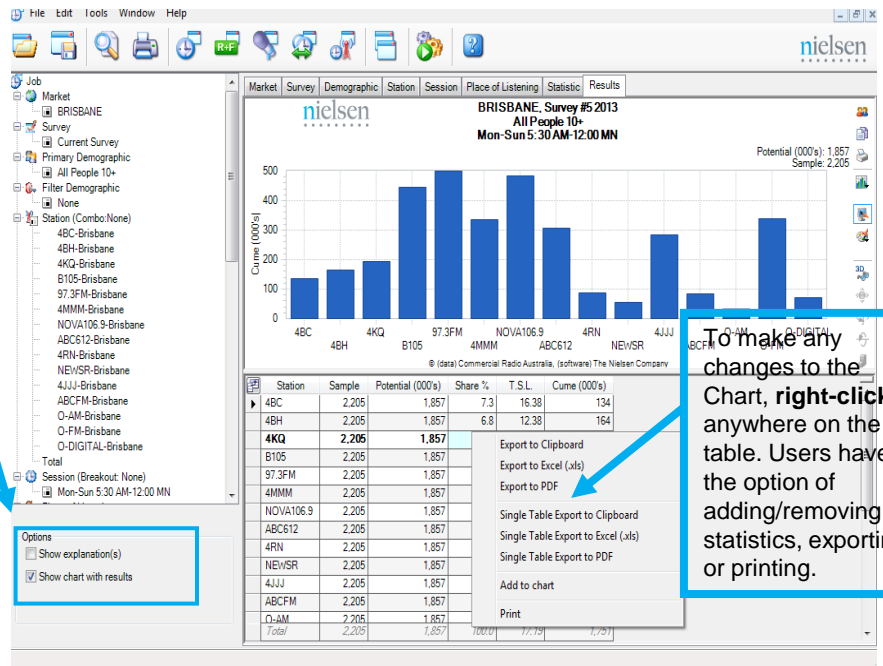 File Edit Tools Window Help
R+F
?
nielsen
Job
Market
BRISBANE
Survey
Current Survey
Primary Demographic
All People 10+
Filter Demographic
None
Station (Combo:None)
4BC-Brisbane
4BH-Brisbane
4KQ-Brisbane
B105-Brisbane
97.3FM-Brisbane
4MMM-Brisbane
NOVA106.9-Brisbane
ABC612-Brisbane
4RN-Brisbane
NEWSR-Brisbane
4JJJ-Brisbane
ABCFM-Brisbane
O-AM-Brisbane
O-FM-Brisbane
O-DIGITAL-Brisbane
Total
Session (Breakout: None)
Mon-Sun 5:30 AM-12:00 MN
Options
Show explanation(s)
Show chart with results
Market Survey Demographic Station Session Place of Listening Statistic Results
nielsen
BRISBANE, Survey #5 2013
All People 10+
Mon-Sun 5:30 AM-12:00 MN
Potential (000's): 1,857
Sample: 2,205
Cume (000's)
500
400
300
200
100
0
4BC 4KQ 97.3FM NOVA106.9 4RN 4JJJ O-AM O-DIGITAL
4BH B105 4MMM ABC612 NEWSR ABCFM O-FM
© (data) Commercial Radio Australia, (software) The Nielsen Company
3D
Station Sample Potential (000's) Share % T.S.L. Cume (000's)
4BC 2,205 1,857 7.3 16.38 134
4BH 2,205 1,857 6.8 12.38 164
4KQ 2,205 1,857
B105 2,205 1,857
97.3FM 2,205 1,857
4MMM 2,205 1,857
NOVA106.9 2,205 1,857
ABC612 2,205 1,857
4RN 2,205 1,857
NEWSR 2,205 1,857
4JJJ 2,205 1,857
ABCFM 2,205 1,857
O-AM 2,205 1,857
Total 2,205 1,857 100.0 17.19 1,751
Export to Clipboard
Export to Excel (.xls)
Export to PDF
Single Table Export to Clipboard
Single Table Export to Excel (.xls)
Single Table Export to PDF
Add to chart
Print
To make any
changes to the
Chart, right-click
anywhere on the
table. Users have
the option of
adding/removing
statistics, exportin
or printing.